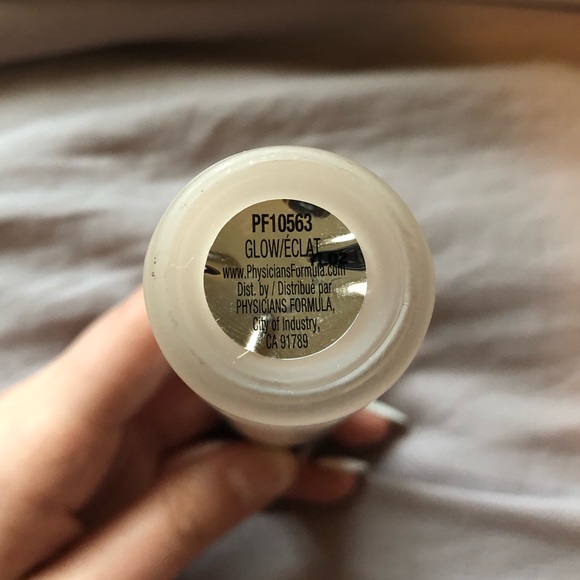 PF10563
GLOW/ÉCLAT
www.PhysiciansFormula.com
Dist. by / Distribué par
PHYSICIANS FORMULA,
City of Industry,
CA 91789